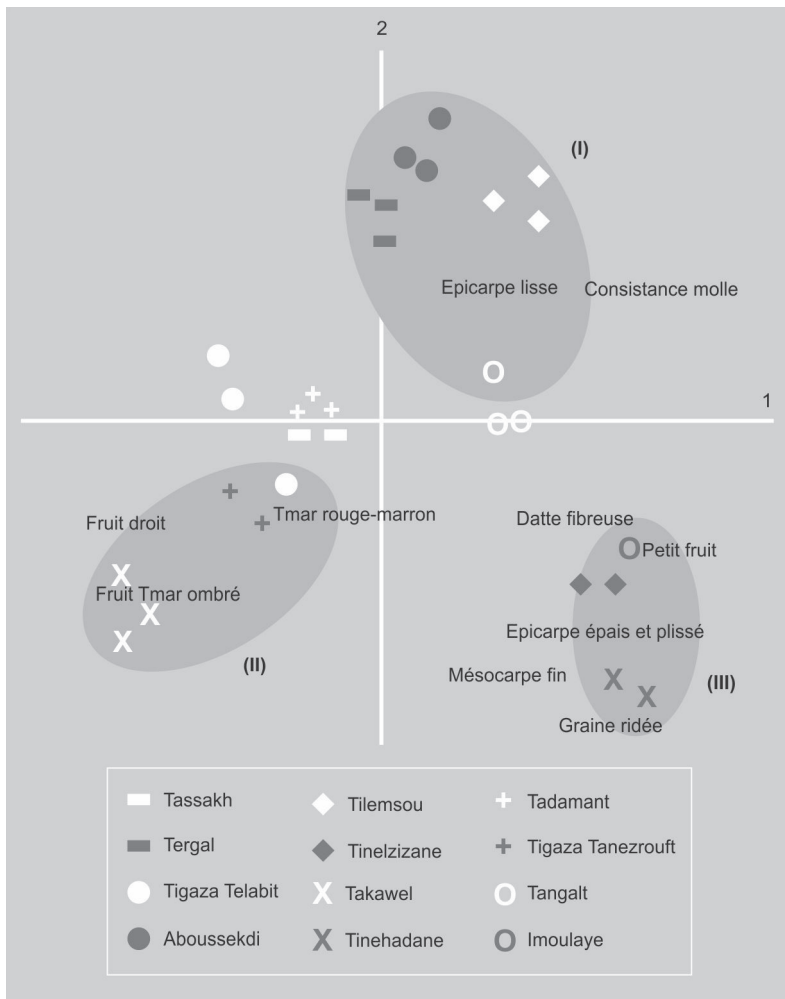 2
(I)
Epicarpe lisse
Consistance molle
1
Fruit droit
Tmar rouge-marron
Datte fibreuse
Petit fruit
Fruit Tmar ombré
Epicarpe épais et plissé
(II)
Mésocarpe fin
(III)
Graine ridée
Tassakh
Tilemsou
Tadamant
Tergal
Tinelzizane
Tigaza Tanezrouft
Tigaza Telabit
Takawel
Tangalt
Aboussekdi
Tinehadane
Imoulaye